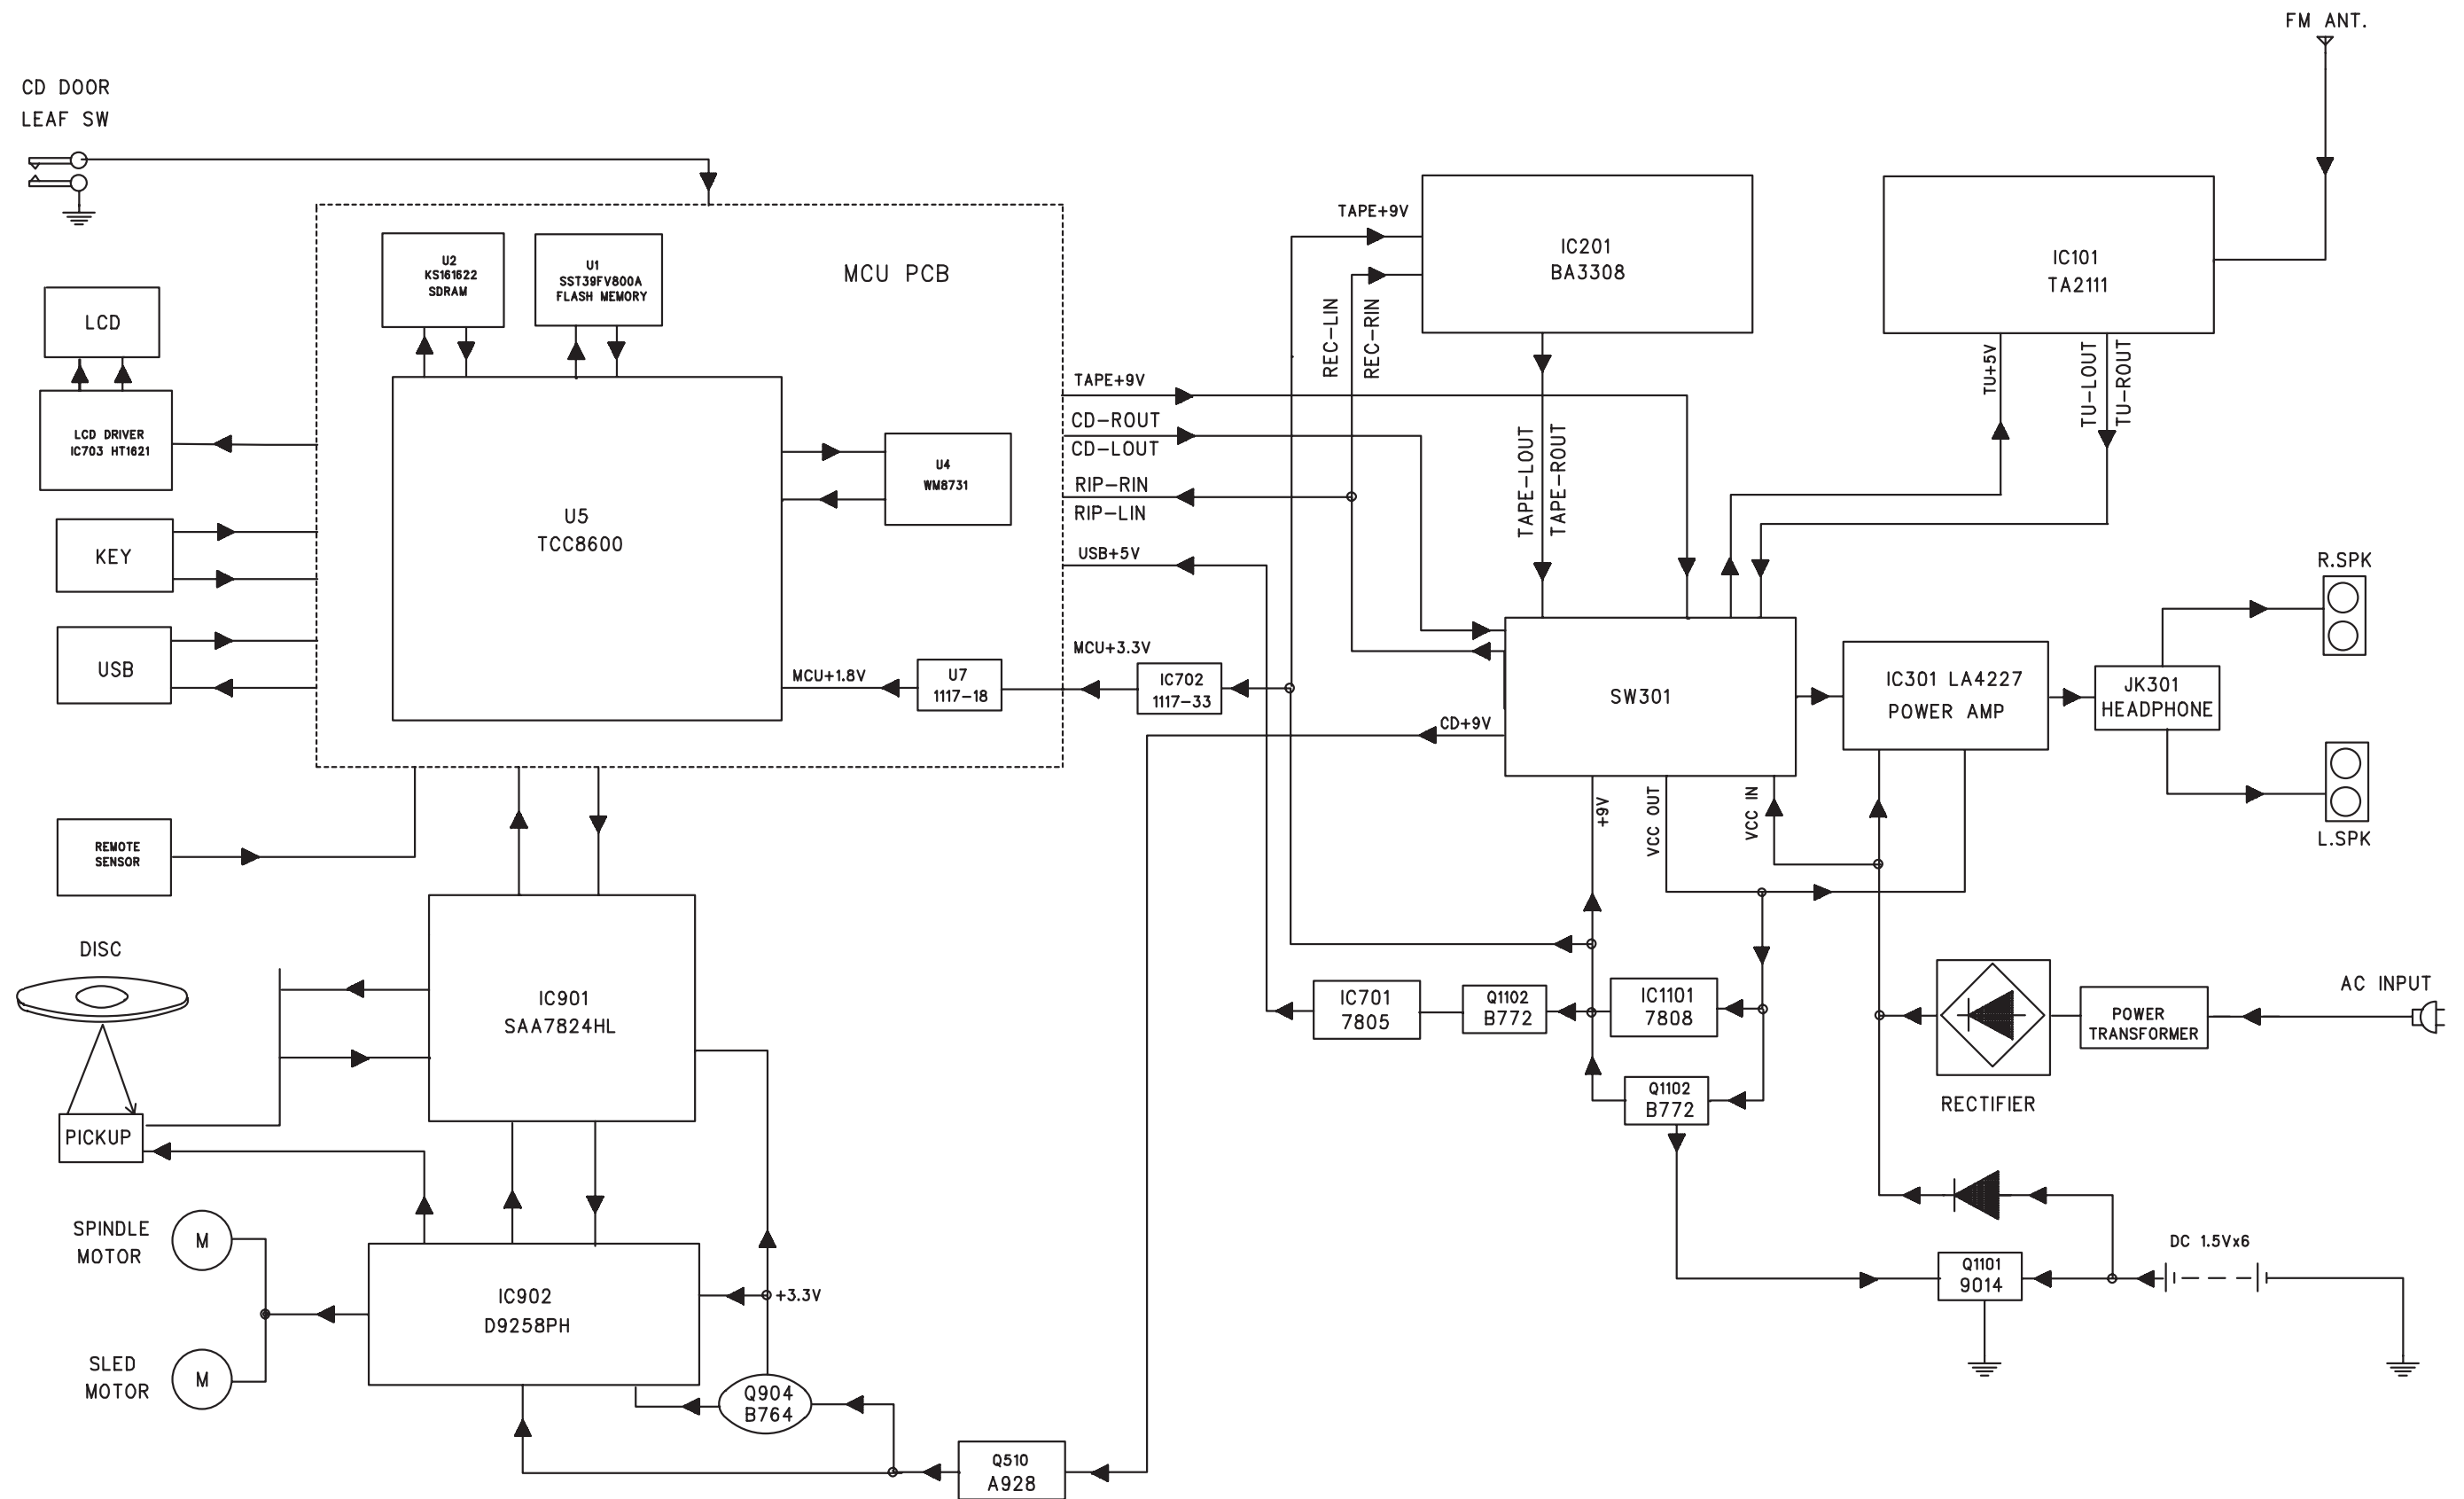 FM ANT.
CD DOOR
LEAF SW
MCU PCB
U2
KS161622
SDRAM
U1
SST39FV800A
FLASH MEMORY
LCD
LCD DRIVER
IC703 HT1621
KEY
USB
U5
TCC8600
U4
WM8731
MCU+1.8V
U7
1117-18
MCU+3.3V
IC702
1117-33
TAPE+9V
CD-ROUT
CD-LOUT
RIP-RIN
RIP-LIN
USB+5V
TAPE+9V
REC-LIN
REC-RIN
IC201
BA3308
TAPE-LOUT
TAPE-ROUT
IC101
TA2111
TU+5V
TU-LOUT
TU-ROUT
SW301
CD+9V
+9V
VCC OUT
VCC IN
IC301 LA4227
POWER AMP
JK301
HEADPHONE
R.SPK
L.SPK
REMOTE
SENSOR
DISC
PICKUP
IC901
SAA7824HL
SPINDLE
MOTOR
M
SLED
MOTOR
M
IC902
D9258PH
+3.3V
Q904
B764
Q510
A928
IC701
7805
Q1102
B772
IC1101
7808
Q1102
B772
RECTIFIER
POWER
TRANSFORMER
AC INPUT
DC 1.5Vx6
Q1101
9014